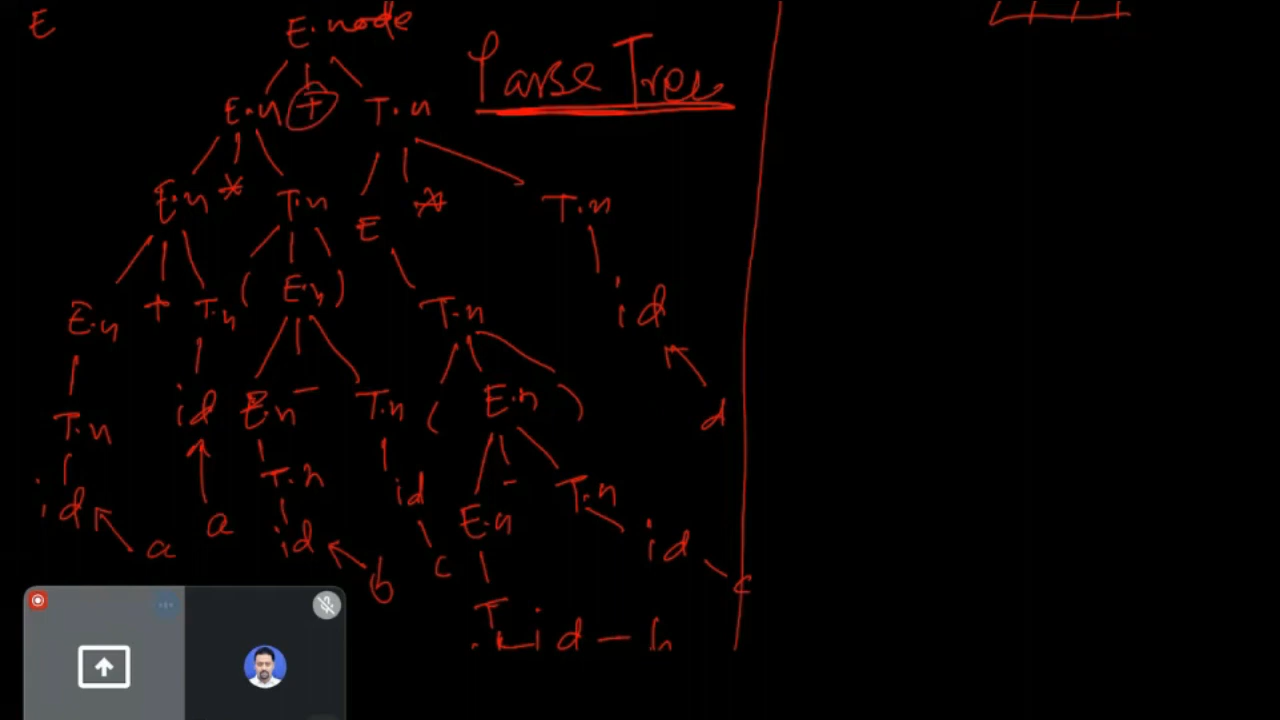 E
E.node
Parse Tree
E.n + T.n
E.n * T.n
E * T.n
E.n + T.n ( E.n )
T.n
id
T.n
id
E.n - T.n
( E.n )
d
id
T.n
id
E.n - T.n
a
a
id
b
c
id
c
T
id - b